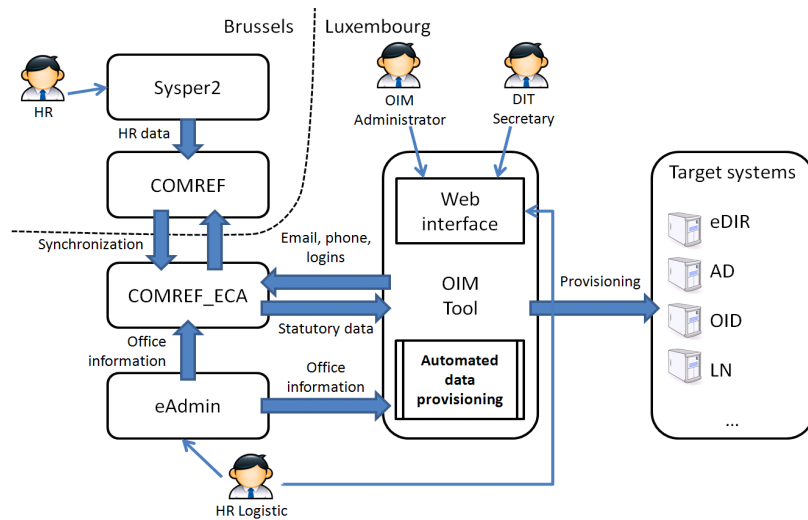 Brussels
Luxembourg
HR
Sysper2
HR data
COMREF
Synchronization
COMREF_ECA
Office
information
eAdmin
HR Logistic
OIM
Administrator
DIT
Secretary
Web
interface
Email, phone,
logins
Statutory data
OIM
Tool
Office
information
Automated
data
provisioning
Provisioning
Target systems
eDIR
AD
OID
LN
...